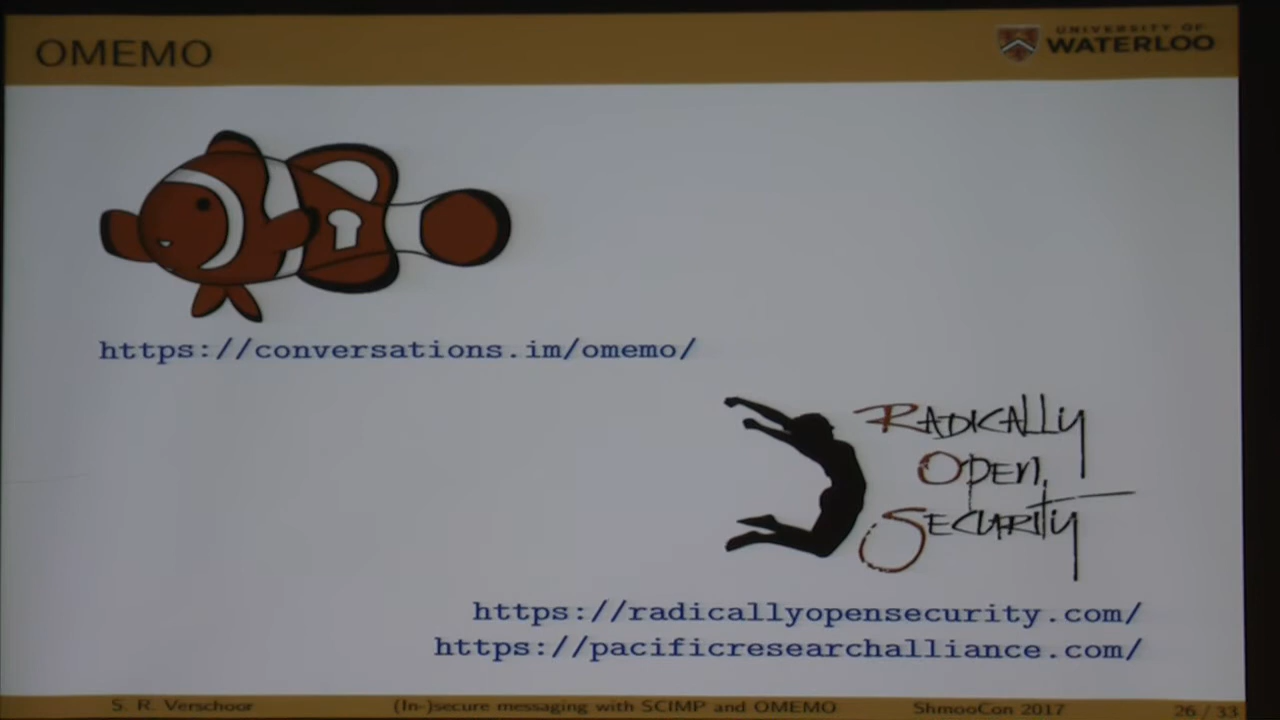 OMEMO
UNIVERSITY OF
WATERLOO
https://conversations.im/omemo/
RADICALLY
OPEN
SECURITY
https://radicallyopensecurity.com/
https://pacificresearchalliance.com/
S. R. Verschoor (In-)secure messaging with SCIMP and OMEMO ShmooCon 2017 26 / 33